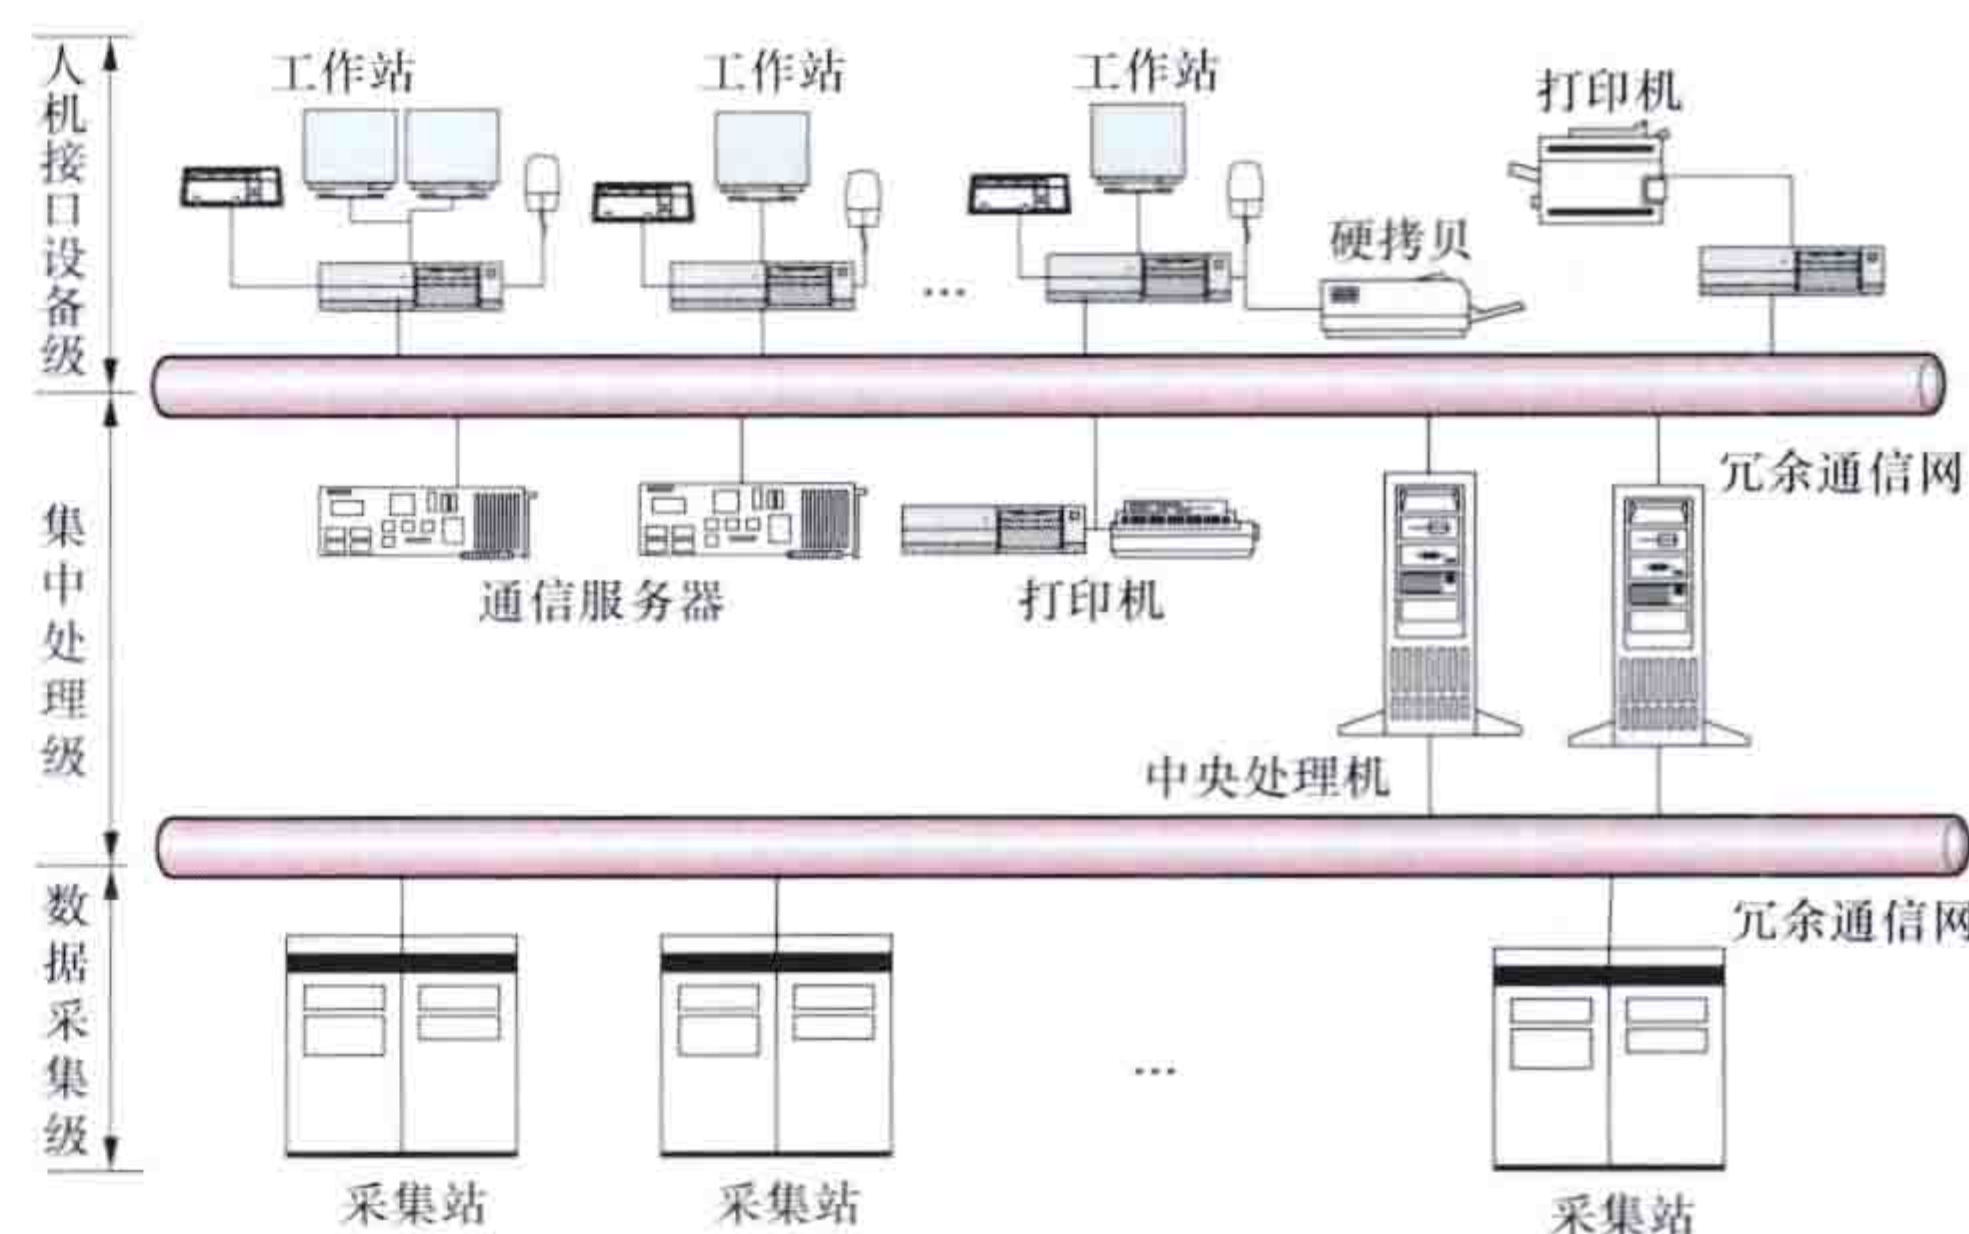 人机接口设备级
工作站
工作站
工作站
打印机
硬拷贝
...
冗余通信网
集中处理级
通信服务器
打印机
中央处理机
冗余通信网
数据采集级
...
采集站
采集站
采集站